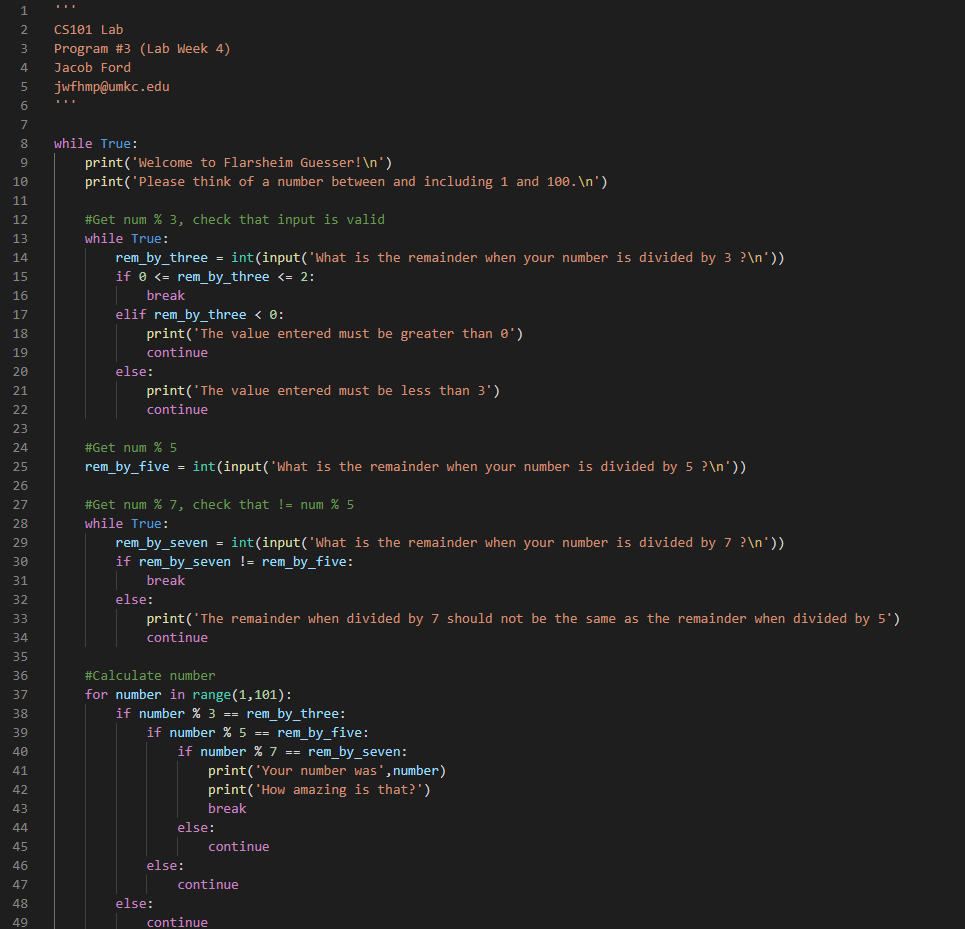 1 '''
2 CS101 Lab
3 Program #3 (Lab Week 4)
4 Jacob Ford
5 jwfhmp@umkc.edu
6 '''
7
8 while True:
9     print('Welcome to Flarsheim Guesser!\n')
10     print('Please think of a number between and including 1 and 100.\n')
11
12     #Get num % 3, check that input is valid
13     while True:
14         rem_by_three = int(input('What is the remainder when your number is divided by 3 ?\n'))
15         if 0 <= rem_by_three <= 2:
16             break
17         elif rem_by_three < 0:
18             print('The value entered must be greater than 0')
19             continue
20         else:
21             print('The value entered must be less than 3')
22             continue
23
24     #Get num % 5
25     rem_by_five = int(input('What is the remainder when your number is divided by 5 ?\n'))
26
27     #Get num % 7, check that != num % 5
28     while True:
29         rem_by_seven = int(input('What is the remainder when your number is divided by 7 ?\n'))
30         if rem_by_seven != rem_by_five:
31             break
32         else:
33             print('The remainder when divided by 7 should not be the same as the remainder when divided by 5')
34             continue
35
36     #Calculate number
37     for number in range(1,101):
38         if number % 3 == rem_by_three:
39             if number % 5 == rem_by_five:
40                 if number % 7 == rem_by_seven:
41                     print('Your number was',number)
42                     print('How amazing is that?')
43                     break
44                 else:
45                     continue
46             else:
47                 continue
48         else:
49             continue